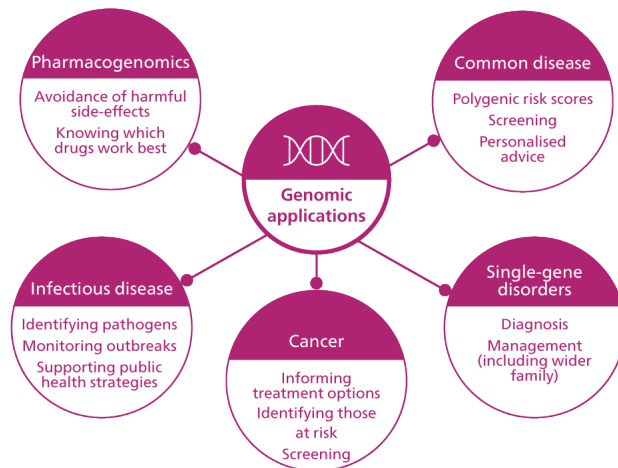 Pharmacogenomics
Avoidance of harmful
side-effects
Knowing which
drugs work best
Common disease
Polygenic risk scores
Screening
Personalised
advice
Genomic
applications
Infectious disease
Identifying pathogens
Monitoring outbreaks
Supporting public
health strategies
Cancer
Informing
treatment options
Identifying those
at risk
Screening
Single-gene
disorders
Diagnosis
Management
(including wider
family)